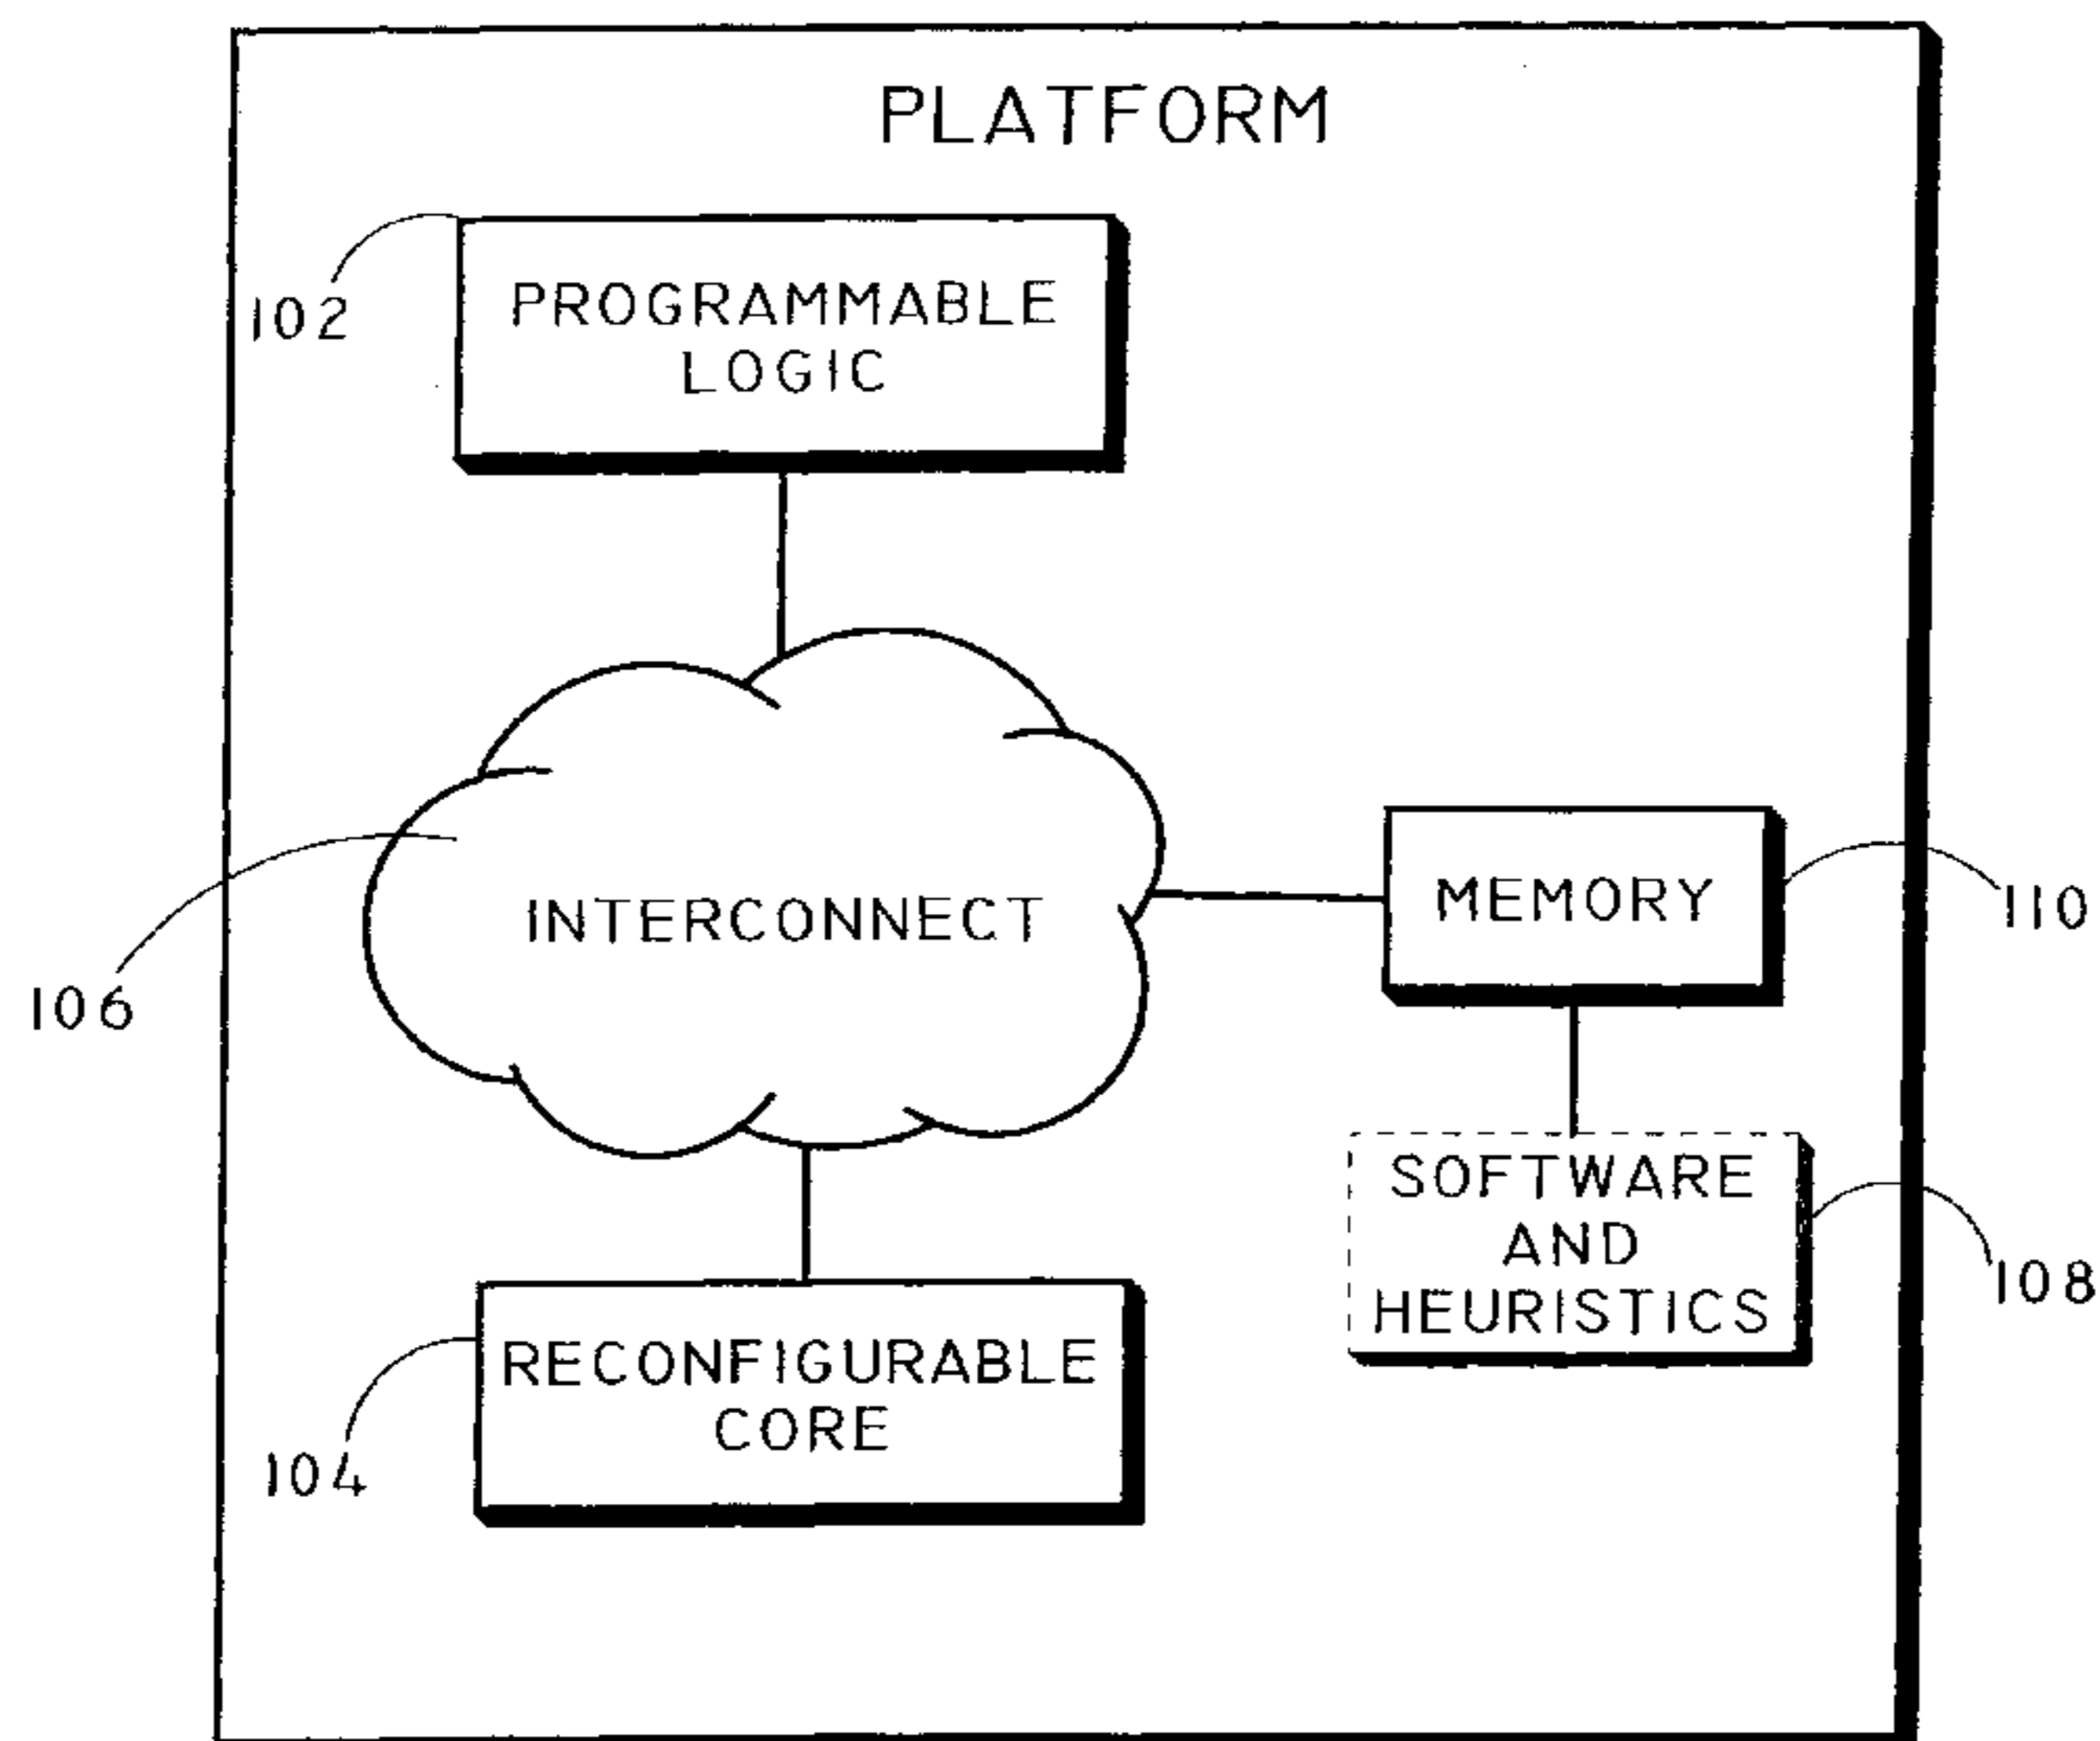 PLATFORM
PROGRAMMABLE
LOGIC
102
INTERCONNECT
MEMORY
110
106
SOFTWARE
AND
HEURISTICS
108
RECONFIGURABLE
CORE
104